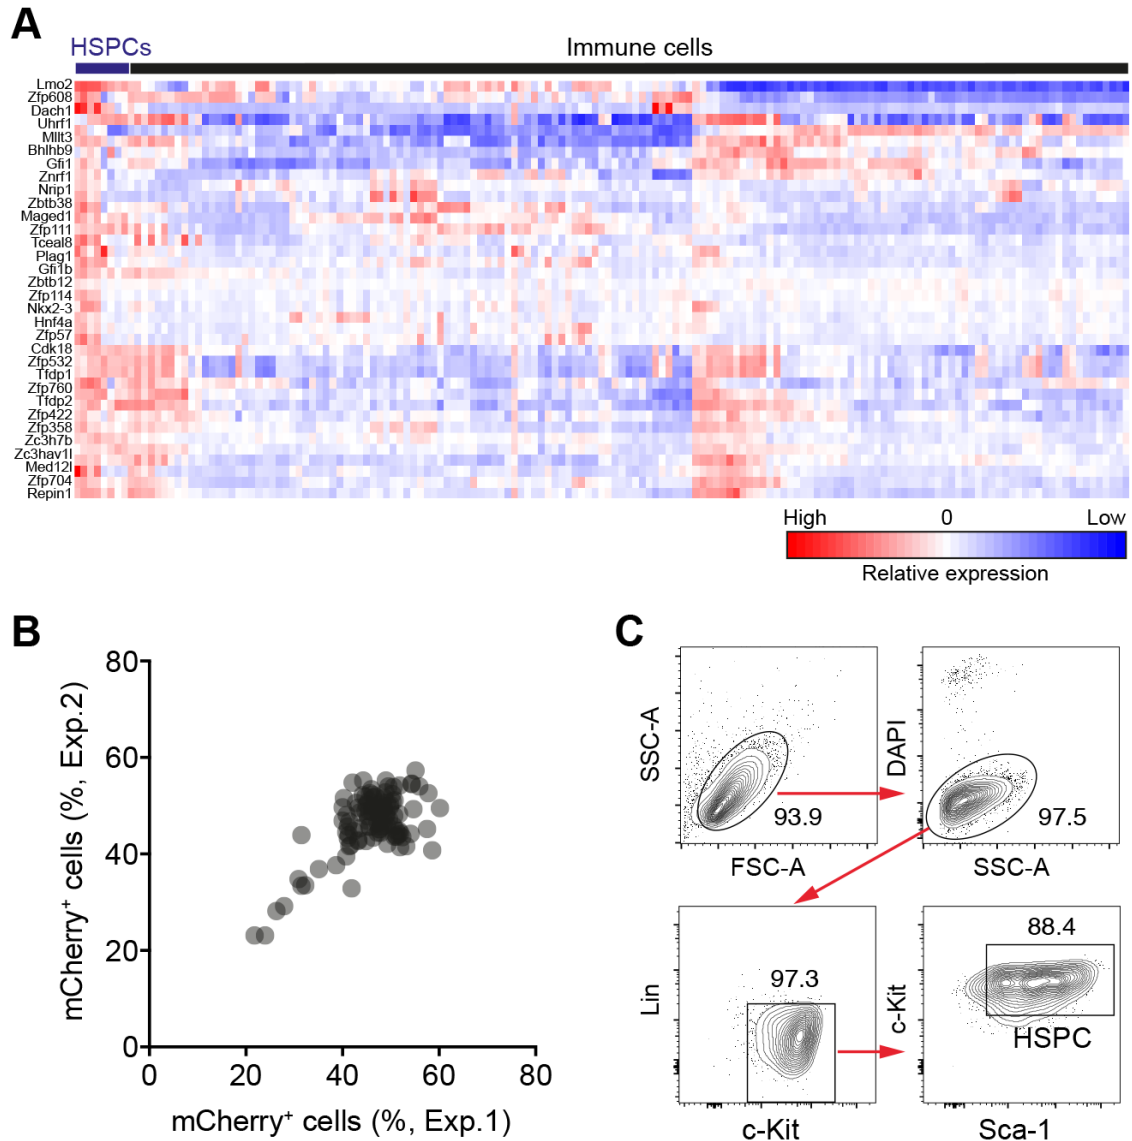 A
HSPCs
Immune cells
Lmo2
Zfp608
Dach1
Uhrf1
Mllt3
Bhlhb9
Gfi1
Znrf1
Nrip1
Zbtb38
Maged1
Zfp111
Tceal8
Plag1
Gfi1b
Zbtb12
Zfp114
Nkx2-3
Hnf4a
Zfp57
Cdk18
Zfp532
Tfdp1
Zfp760
Tfdp2
Zfp422
Zfp358
Zc3h7b
Zc3hav1l
Med12l
Zfp704
Repin1
High 0 Low
Relative expression
B
mCherry+ cells (%, Exp.2)
80
60
40
20
0
0 20 40 60 80
mCherry+ cells (%, Exp.1)
C
SSC-A
93.9
FSC-A
DAPI
97.5
SSC-A
Lin
97.3
c-Kit
c-Kit
88.4
HSPC
Sca-1